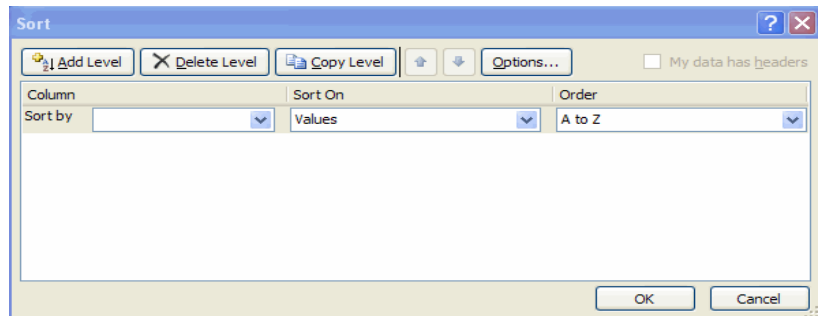 Sort
Add Level Delete Level Copy Level Options... My data has headers
Column Sort On Order
Sort by Values A to Z
OK Cancel